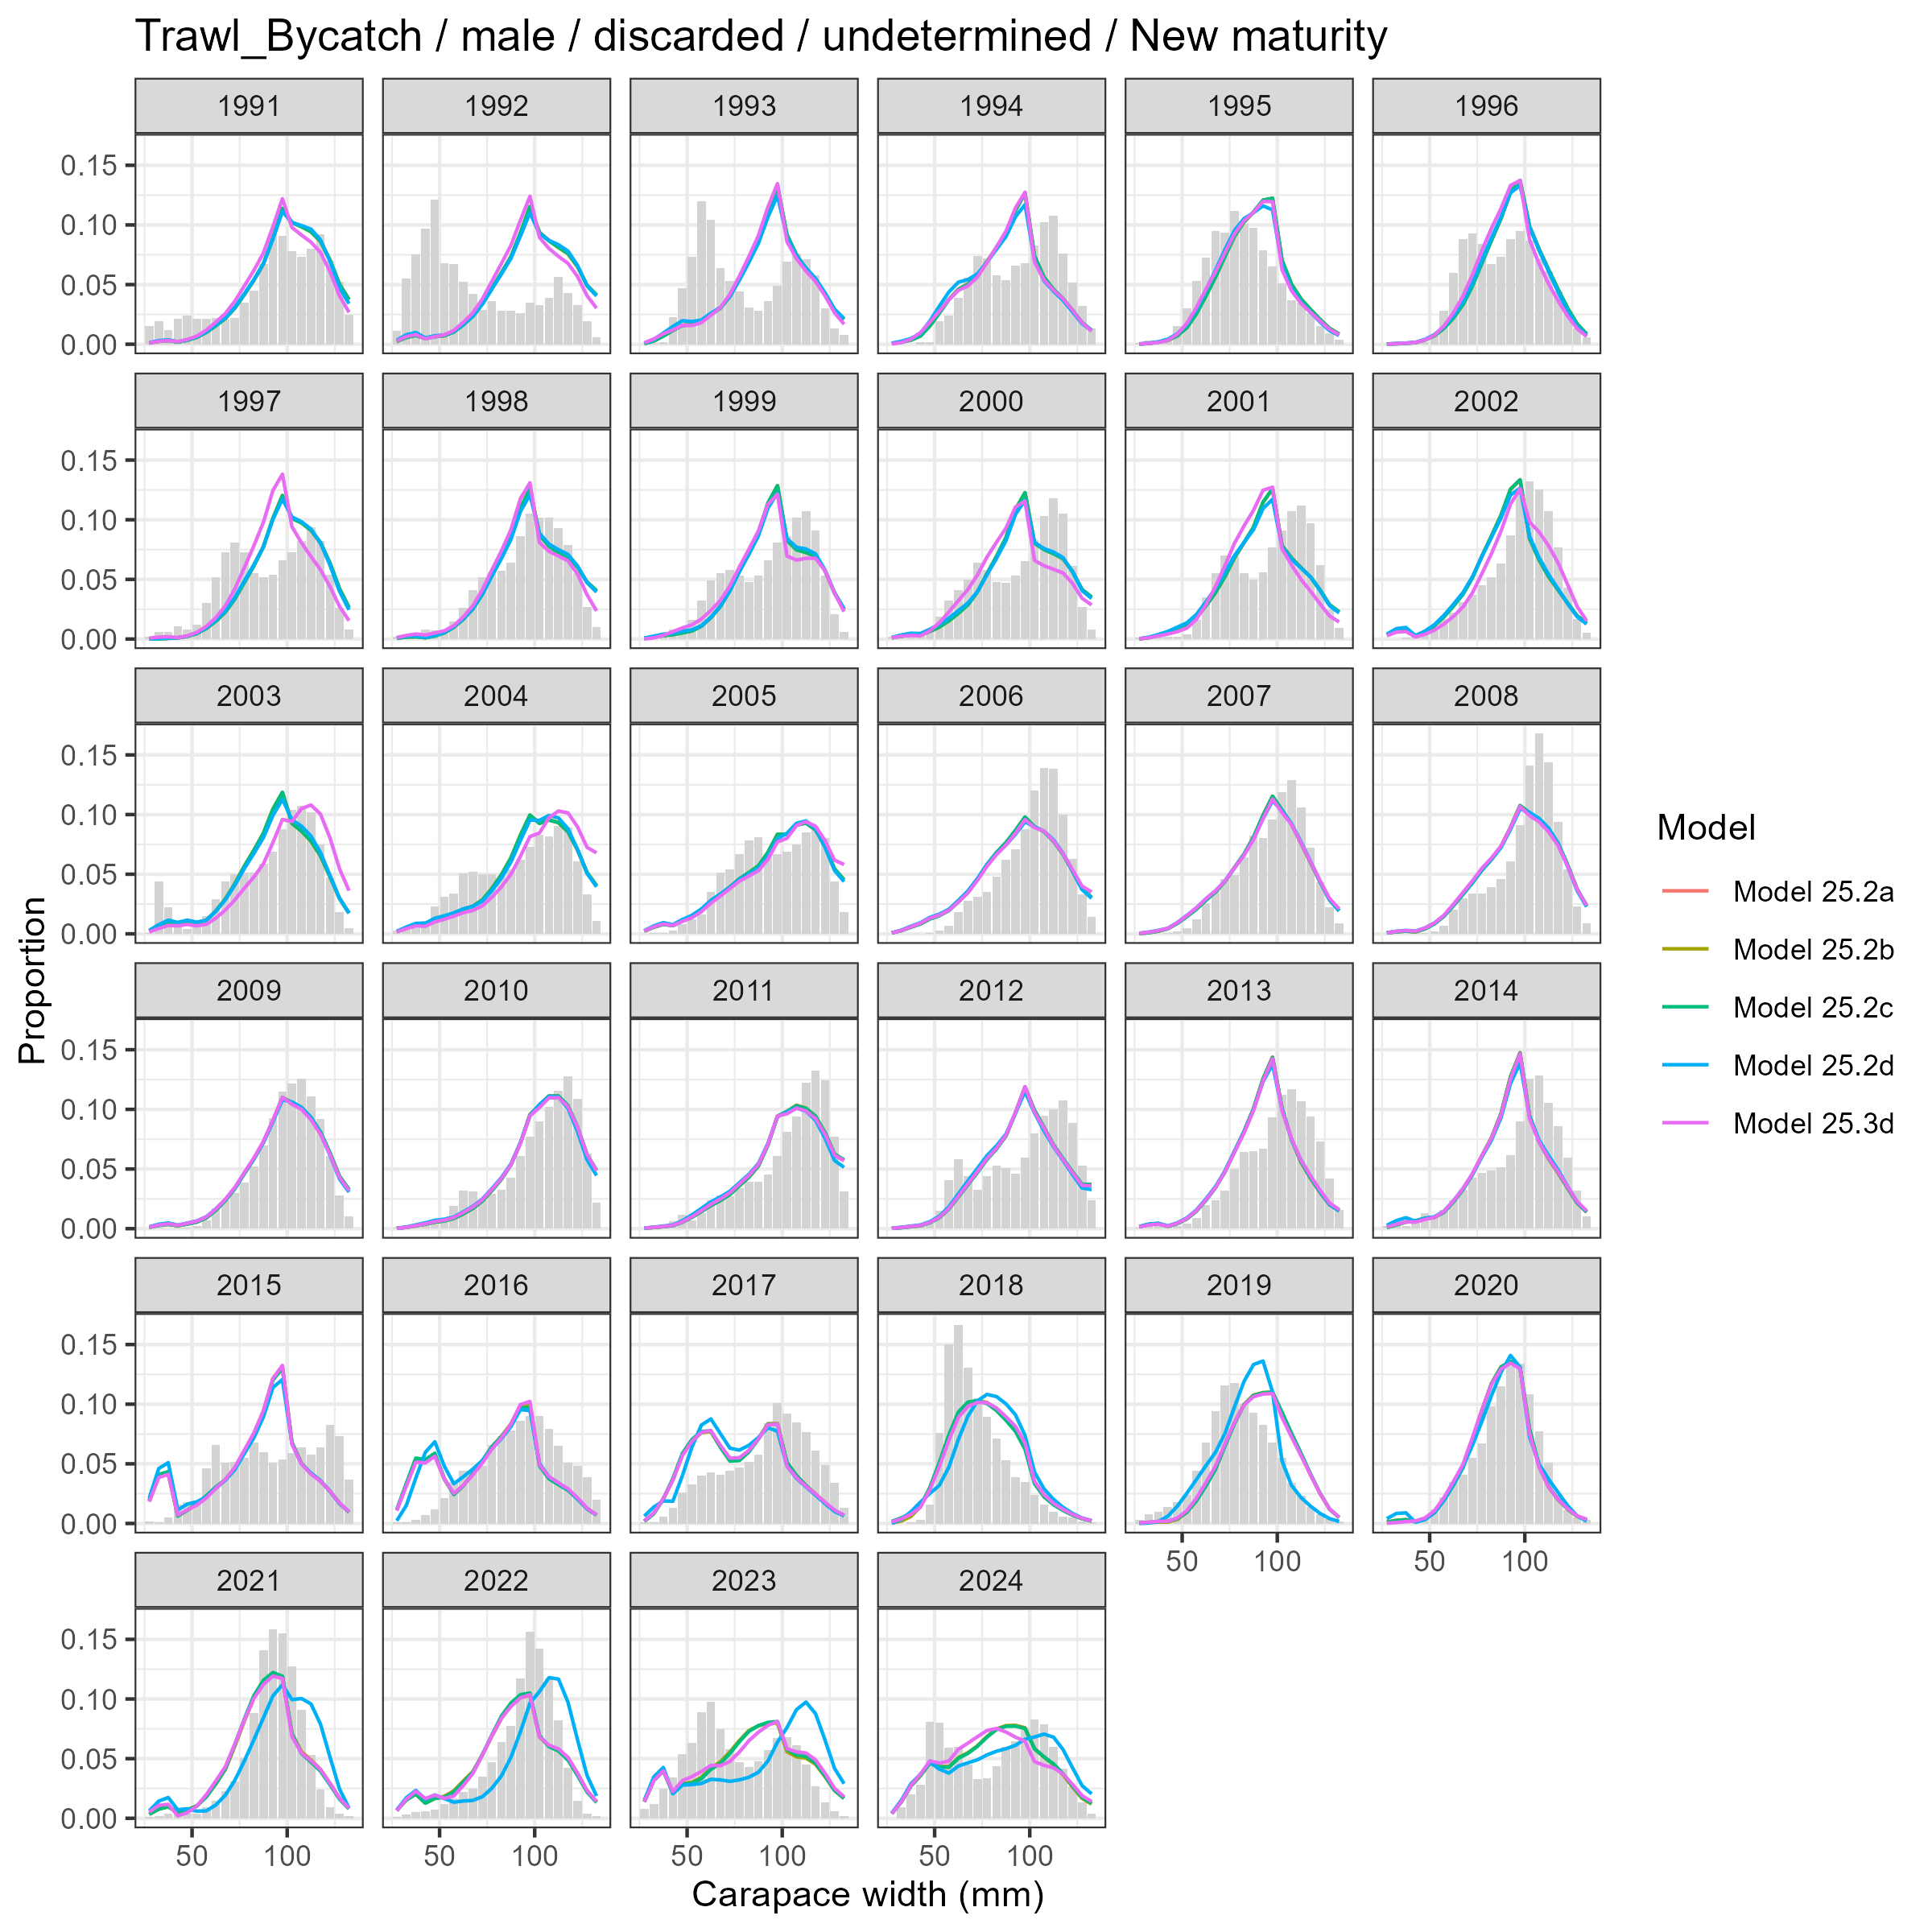 Trawl_Bycatch / male / discarded / undetermined / New maturity
1991 1992 1993 1994 1995 1996
0.15
0.10
0.05
0.00
1997 1998 1999 2000 2001 2002
0.15
0.10
0.05
0.00
2003 2004 2005 2006 2007 2008
0.15
0.10
0.05
0.00
2009 2010 2011 2012 2013 2014
0.15
0.10
0.05
0.00
2015 2016 2017 2018 2019 2020
0.15
0.10
0.05
0.00
50 100 50 100
2021 2022 2023 2024
0.15
0.10
0.05
0.00
50 100 50 100 50 100 50 100
Carapace width (mm)
Proportion
Model
Model 25.2a
Model 25.2b
Model 25.2c
Model 25.2d
Model 25.3d